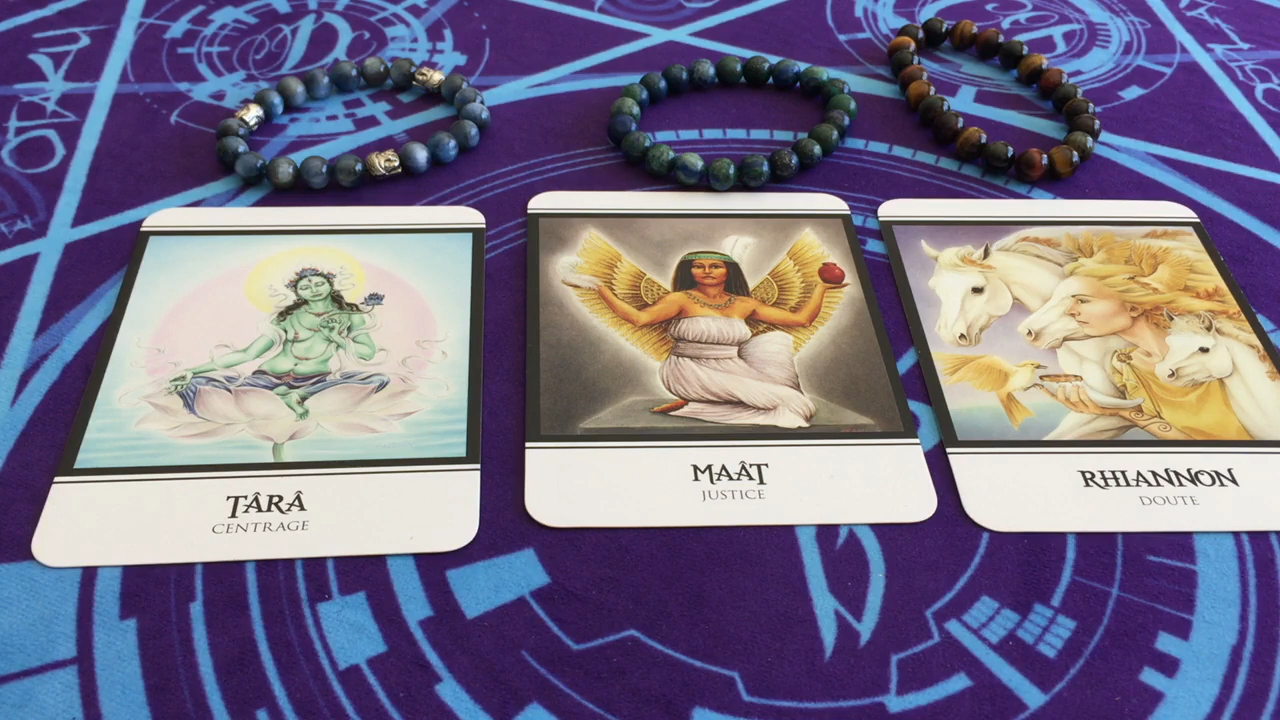 TÂRÂ
CENTRAGE
MAÂT
JUSTICE
RHIANNON
DOUTE